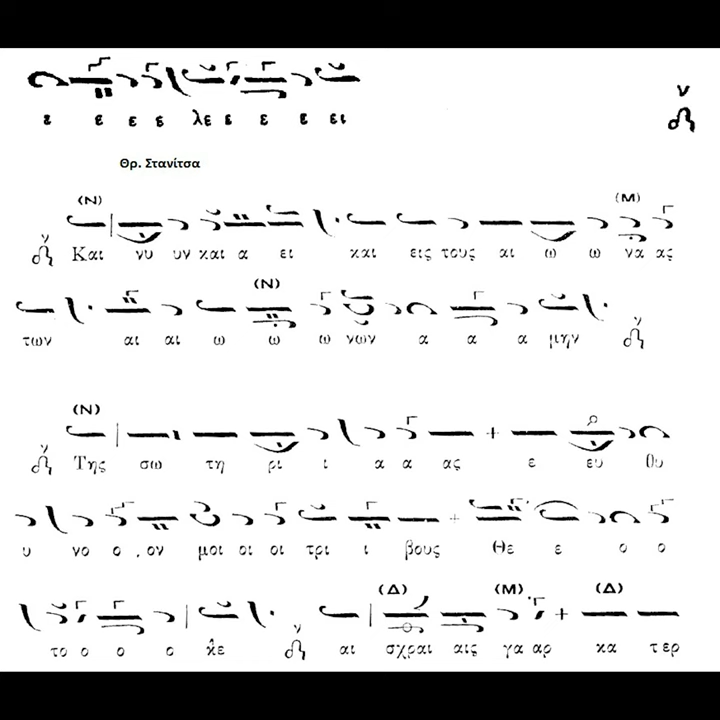 ε ε ε ε λε ε ε ε ει
ν
Θρ. Στανίτσα
(Ν) (Μ)
ν
Και νυ υν και α ει και εις τους αι ω ω να ας
(Ν)
των αι αι ω ω ω νων α α α μην
ν
(Ν)
ν
Της σω τη ρι ι α α ας ε ευ θυ
υ νο ο , ον μοι οι οι τρι ι βους Θε ε ο ο
(Δ) (Μ) (Δ)
το ο ο ο κε ν αι σχραι αις γα αρ κα τερ